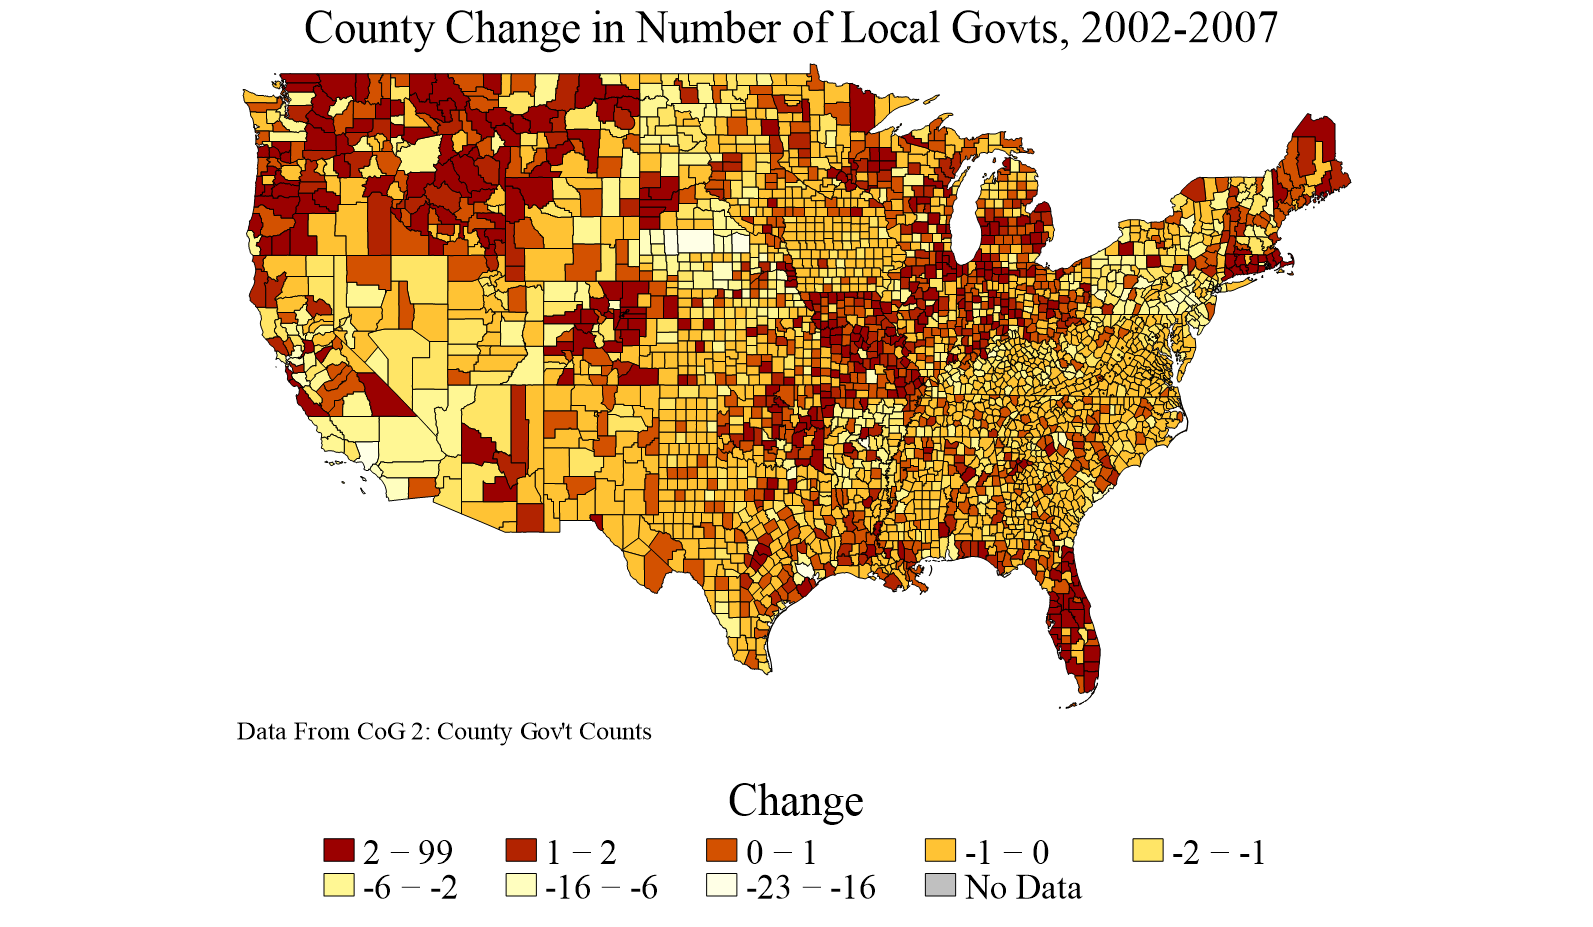 County Change in Number of Local Govts, 2002-2007
Data From CoG 2: County Gov't Counts
Change
2 − 99 1 − 2 0 − 1 -1 − 0 -2 − -1
-6 − -2 -16 − -6 -23 − -16 No Data